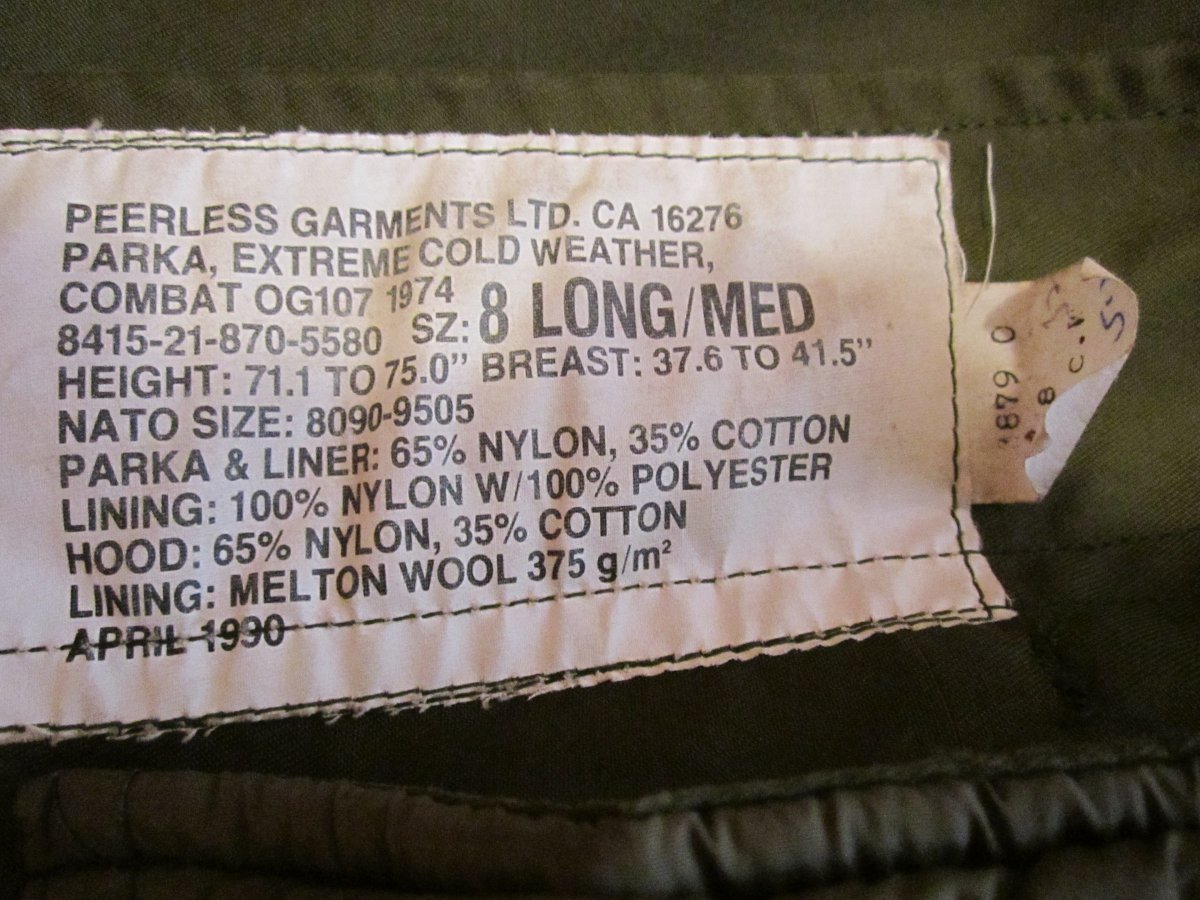 PEERLESS GARMENTS LTD. CA 16276
PARKA, EXTREME COLD WEATHER,
COMBAT OG107 1974
8415-21-870-5580 SZ: 8 LONG/MED
HEIGHT: 71.1 TO 75.0" BREAST: 37.6 TO 41.5"
NATO SIZE: 8090-9505
PARKA & LINER: 65% NYLON, 35% COTTON
LINING: 100% NYLON W/100% POLYESTER
HOOD: 65% NYLON, 35% COTTON
LINING: MELTON WOOL 375 g/m²
APRIL 1990
1879 0
8 C.